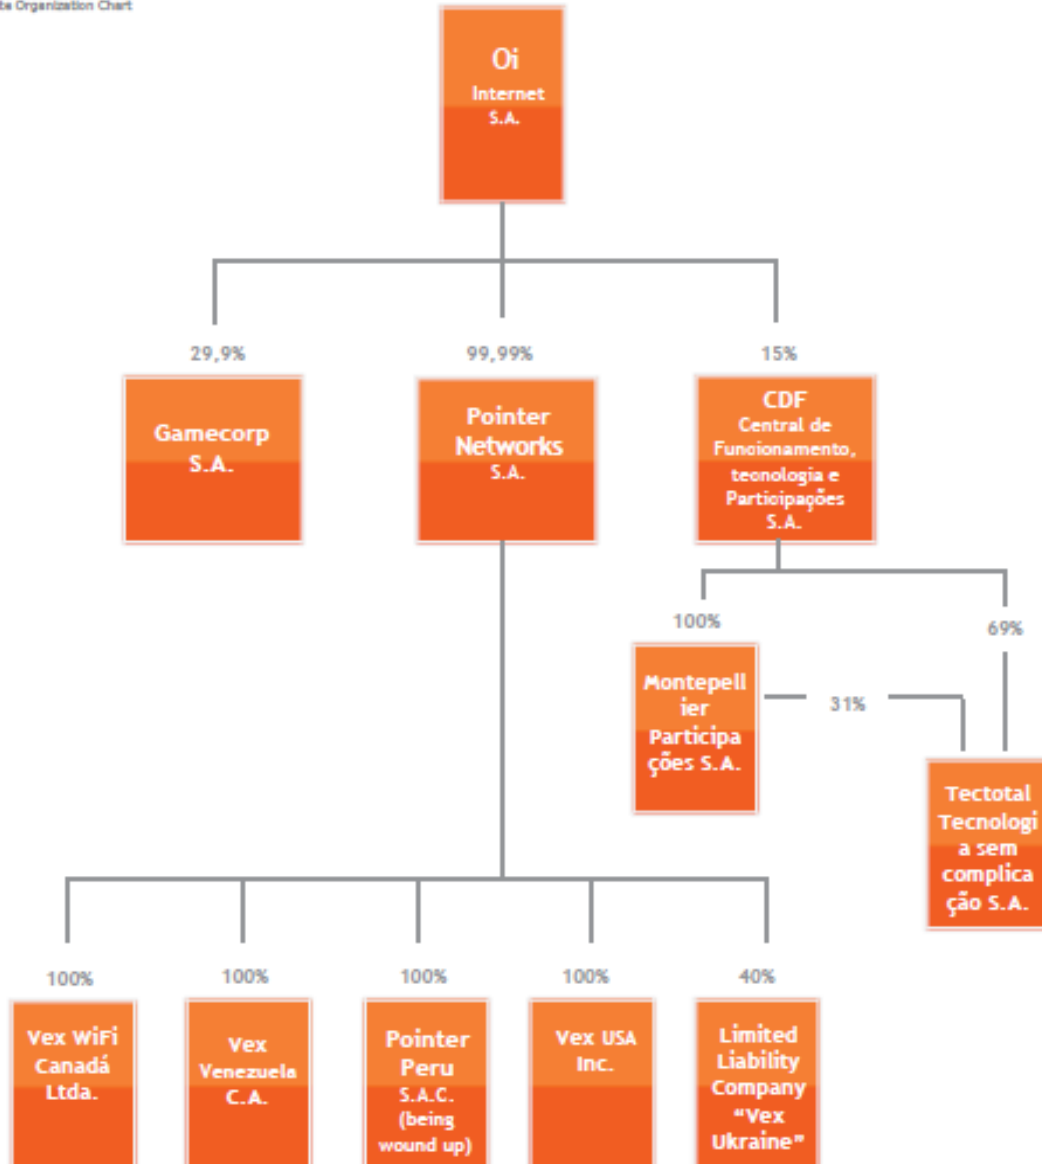 Organization Chart
Oi
Internet
S.A.
29,9%
99,99%
15%
Gamecorp
S.A.
Pointer
Networks
S.A.
CDF
Central de
Funcionamento,
tecnologia e
Participações
S.A.
100%
69%
Montepell
ier
Participa
ções S.A.
31%
Tectotal
Tecnologi
a sem
complica
ção S.A.
100%
100%
100%
100%
40%
Vex WiFi
Canadá
Ltda.
Vex
Venezuela
C.A.
Pointer
Peru
S.A.C.
(being
wound up)
Vex USA
Inc.
Limited
Liability
Company
“Vex
Ukraine”